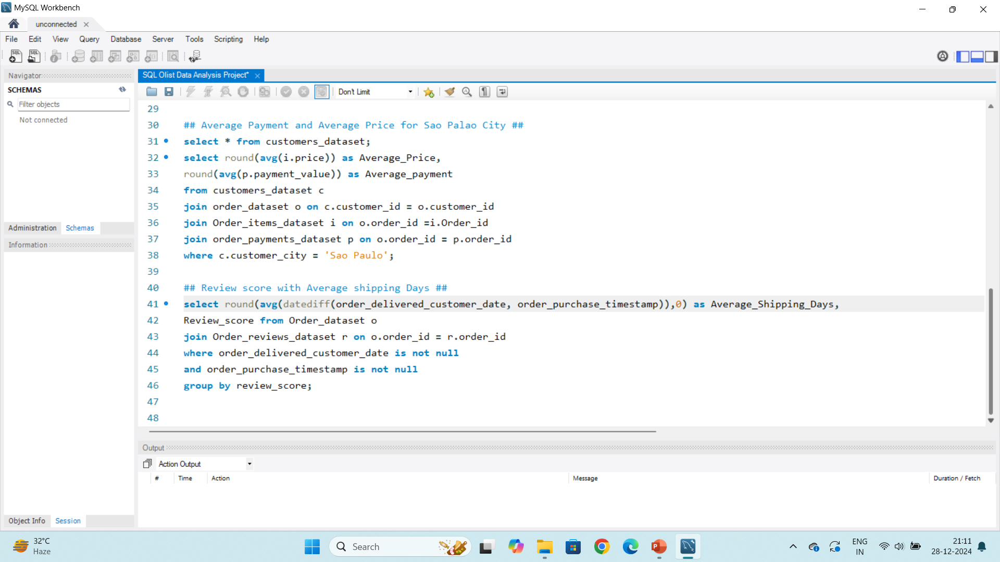 MySQL Workbench
unconnected
File Edit View Query Database Server Tools Scripting Help
Navigator
SCHEMAS
Filter objects
Not connected
Administration Schemas
Information
Object Info Session
SQL Olist Data Analysis Project*
Don't Limit
29
30 ## Average Payment and Average Price for Sao Palao City ##
31 select * from customers_dataset;
32 select round(avg(i.price)) as Average_Price,
33 round(avg(p.payment_value)) as Average_payment
34 from customers_dataset c
35 join order_dataset o on c.customer_id = o.customer_id
36 join Order_items_dataset i on o.order_id =i.Order_id
37 join order_payments_dataset p on o.order_id = p.order_id
38 where c.customer_city = 'Sao Paulo';
39
40 ## Review score with Average shipping Days ##
41 select round(avg(datediff(order_delivered_customer_date, order_purchase_timestamp)),0) as Average_Shipping_Days,
42 Review_score from Order_dataset o
43 join Order_reviews_dataset r on o.order_id = r.order_id
44 where order_delivered_customer_date is not null
45 and order_purchase_timestamp is not null
46 group by review_score;
47
48
Output
Action Output
# Time Action Message Duration / Fetch
32°C
Haze
Search
ENG
IN
21:11
28-12-2024